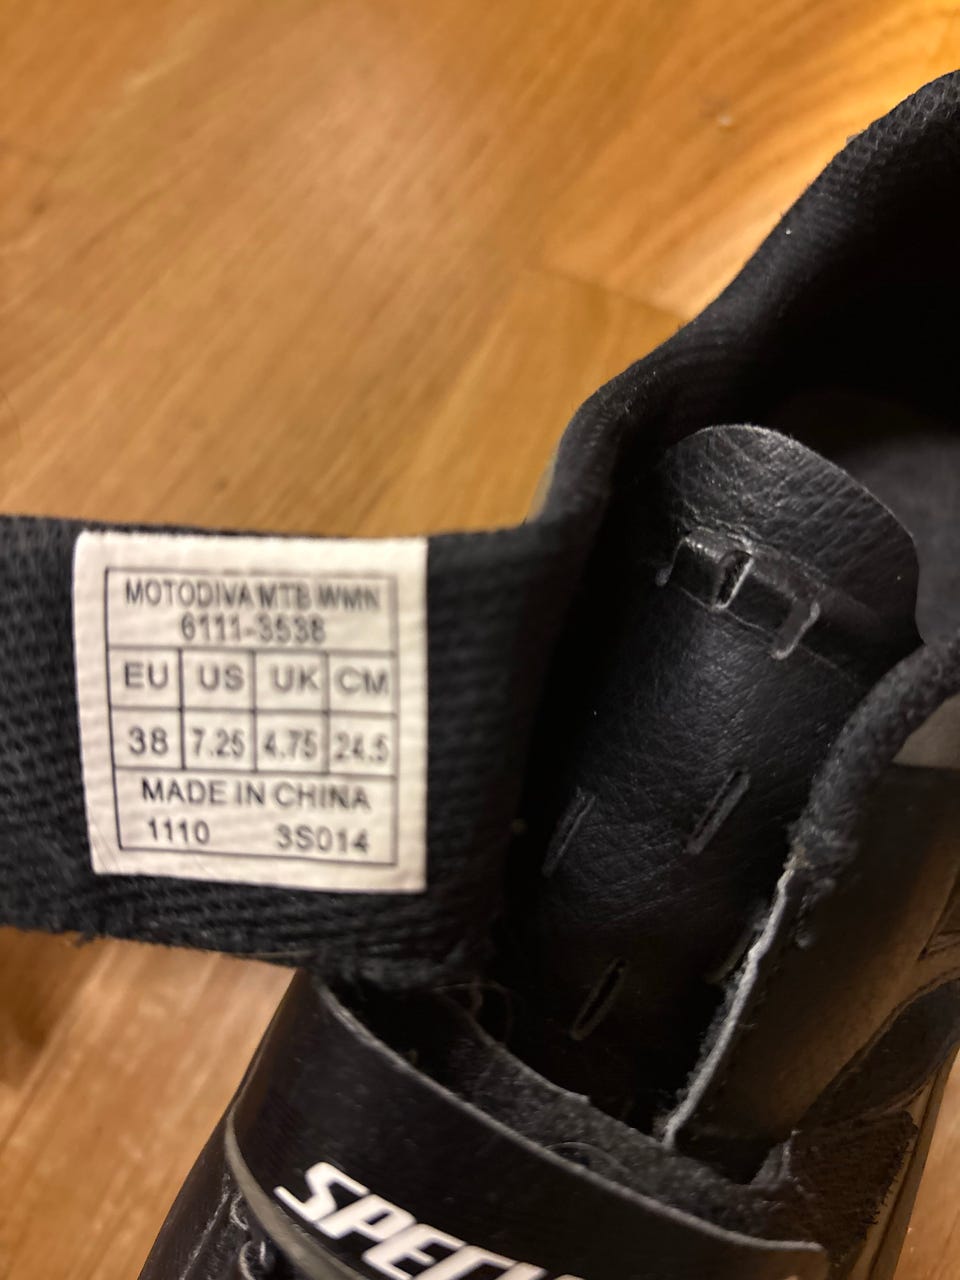 MOTODIVA MTB WMN
6111-3538
EU US UK CM
38 7.25 4.75 24.5
MADE IN CHINA
1110 3S014
SPECI